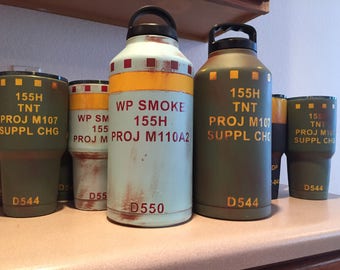 155H
TNT
PROJ M107
SUPPL CHG
D544
WP SMOKE
155H
PROJ M110A2
D550
155H
TNT
PROJ M107
SUPPL CHG
D544
155H
TNT
PROJ M107
SUPPL CHG
D544